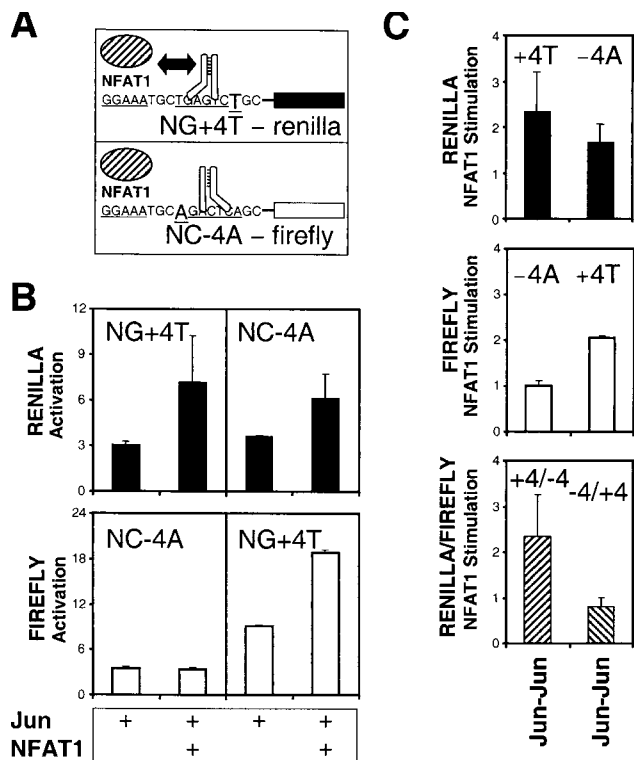 A
NFAT1
GGAAATGCTGAGTCTGC
NG+4T – renilla
NFAT1
GGAAATGCAGACTCAGC
NC-4A – firefly
B
RENILLA
Activation
12
9
6
3
0
NG+4T
NC-4A
FIREFLY
Activation
24
18
12
6
0
NC-4A
NG+4T
Jun + + + +
NFAT1 + +
C
RENILLA
NFAT1 Stimulation
4
3
2
1
0
+4T –4A
FIREFLY
NFAT1 Stimulation
4
3
2
1
0
–4A +4T
RENILLA/FIREFLY
NFAT1 Stimulation
4
3
2
1
0
+4/-4 -4/+4
Jun-Jun
Jun-Jun